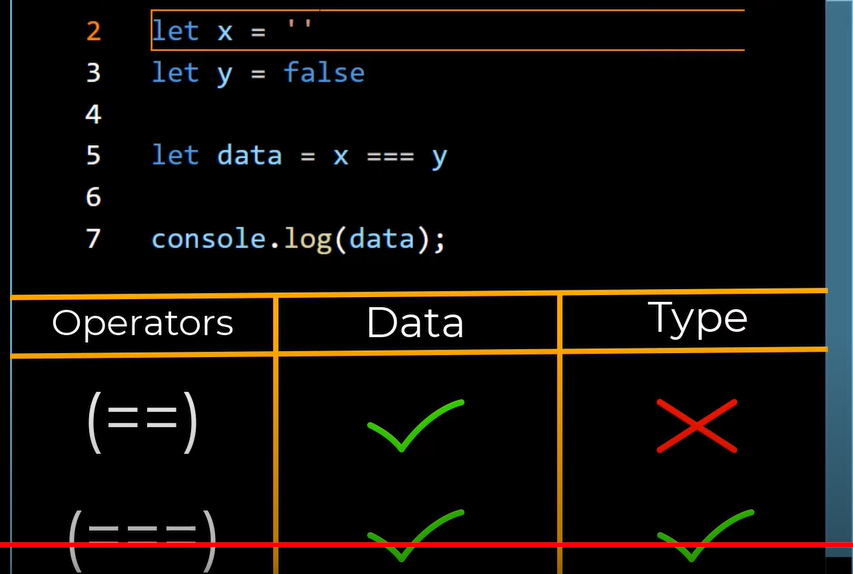 2 let x = ''
3 let y = false
4
5 let data = x === y
6
7 console.log(data);
Operators Data Type
(==)
(===)